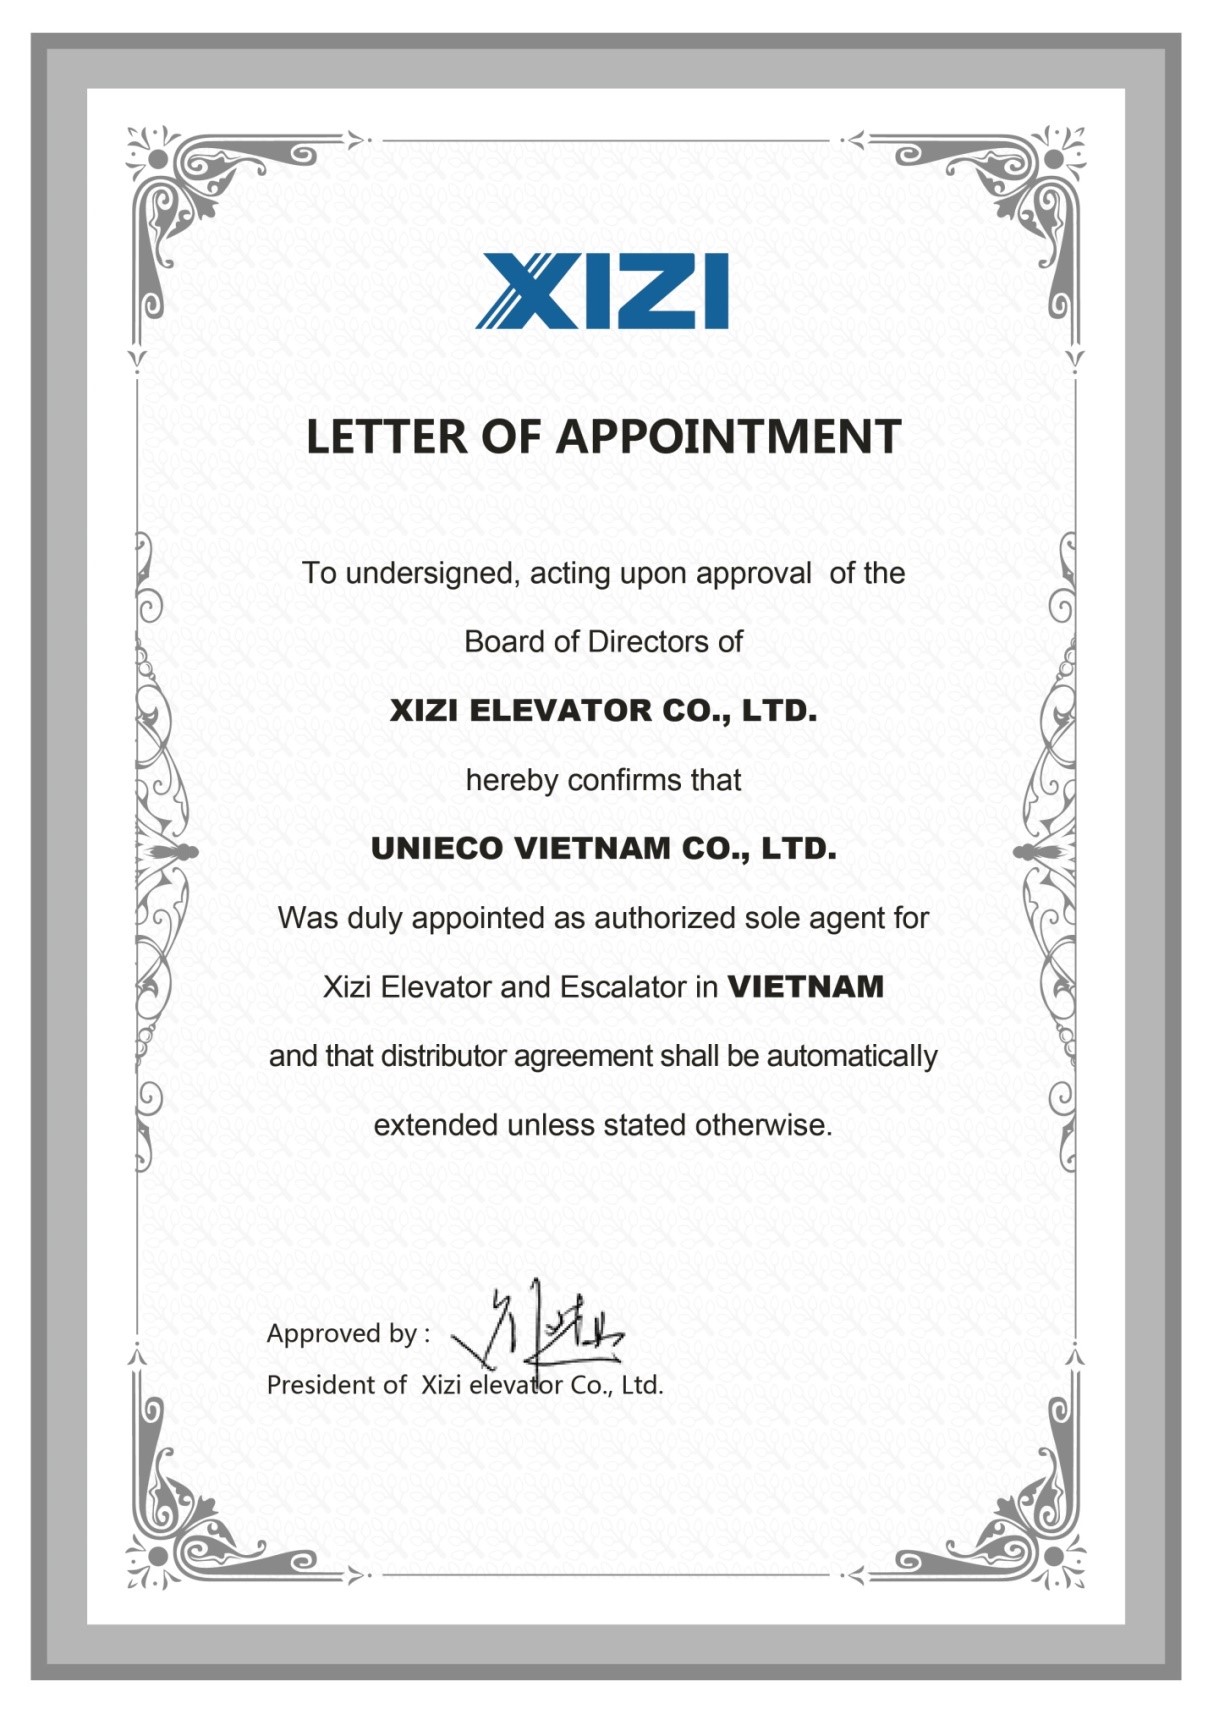 XIZI
LETTER OF APPOINTMENT
To undersigned, acting upon approval of the
Board of Directors of
XIZI ELEVATOR CO., LTD.
hereby confirms that
UNIECO VIETNAM CO., LTD.
Was duly appointed as authorized sole agent for
Xizi Elevator and Escalator in VIETNAM
and that distributor agreement shall be automatically
extended unless stated otherwise.
Approved by :
President of Xizi elevator Co., Ltd.